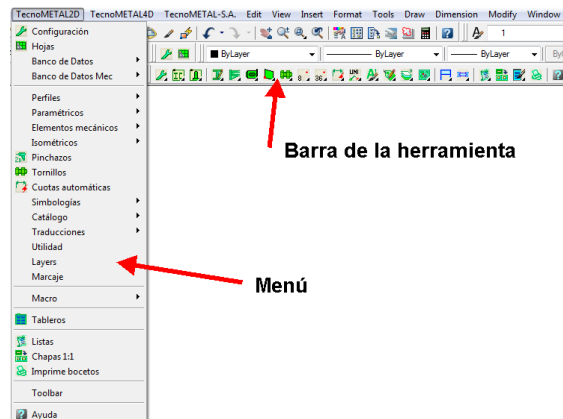 TecnoMETAL2D TecnoMETAL4D TecnoMETAL-S.A. Edit View Insert Format Tools Draw Dimension Modify Window
Configuración
Hojas
ByLayer ByLayer ByLayer
Banco de Datos
Banco de Datos Mec
Perfiles
Paramétricos
Elementos mecánicos
Isométricos
Pinchazos
Tornillos
Cuotas automáticas
Simbologías
Catálogo
Traducciones
Utilidad
Layers
Marcaje
Macro
Tableros
Listas
Chapas 1:1
Imprime bocetos
Toolbar
Ayuda
Barra de la herramienta
Menú
1